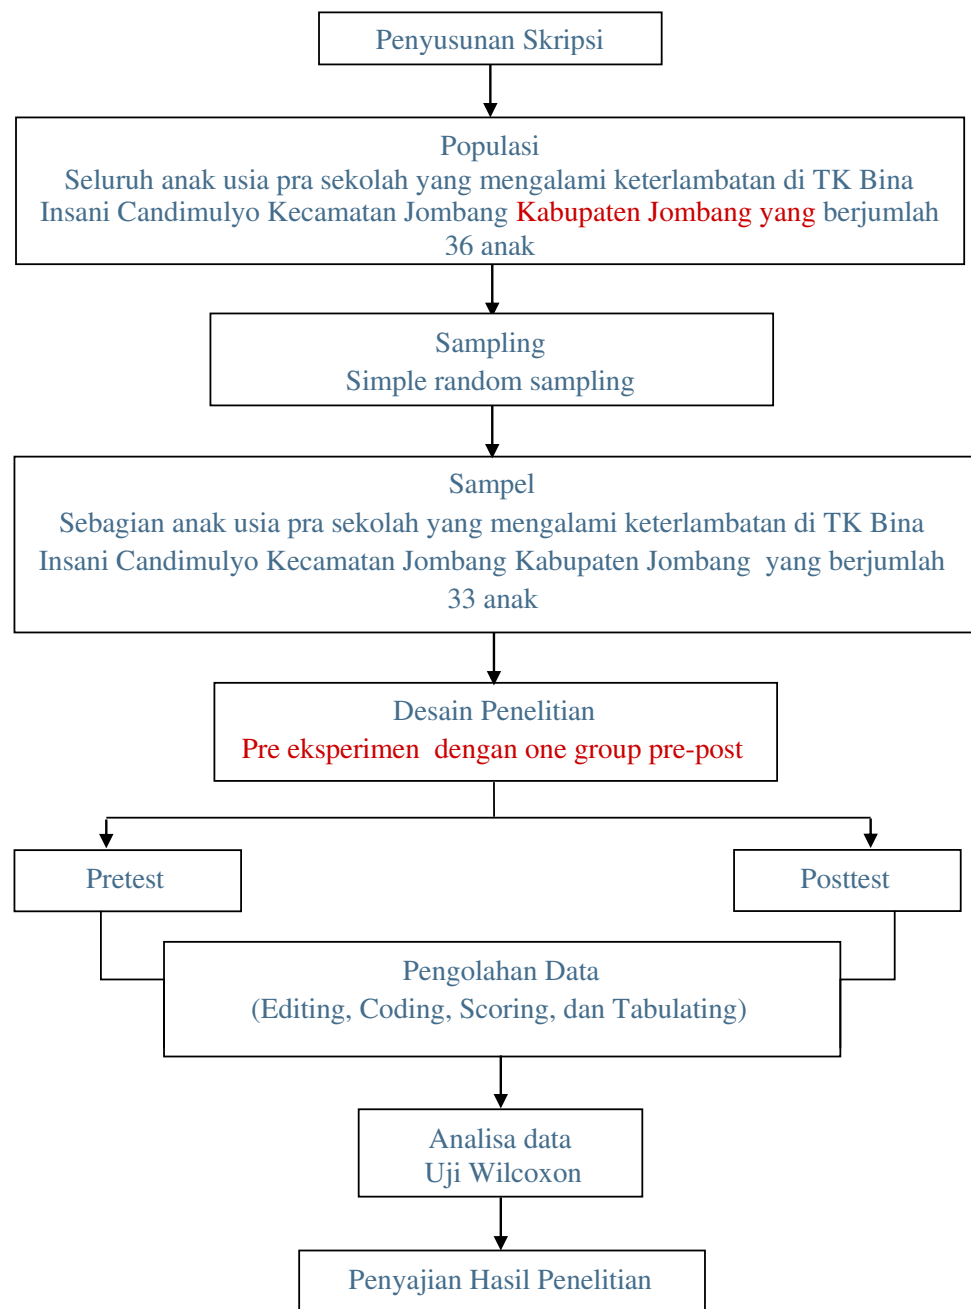 Penyusunan Skripsi
Populasi
Seluruh anak usia pra sekolah yang mengalami keterlambatan di TK Bina
Insani Candimulyo Kecamatan Jombang Kabupaten Jombang yang berjumlah
36 anak
Sampling
Simple random sampling
Sampel
Sebagian anak usia pra sekolah yang mengalami keterlambatan di TK Bina
Insani Candimulyo Kecamatan Jombang Kabupaten Jombang yang berjumlah
33 anak
Desain Penelitian
Pre eksperimen dengan one group pre-post
Pretest
Posttest
Pengolahan Data
(Editing, Coding, Scoring, dan Tabulating)
Analisa data
Uji Wilcoxon
Penyajian Hasil Penelitian